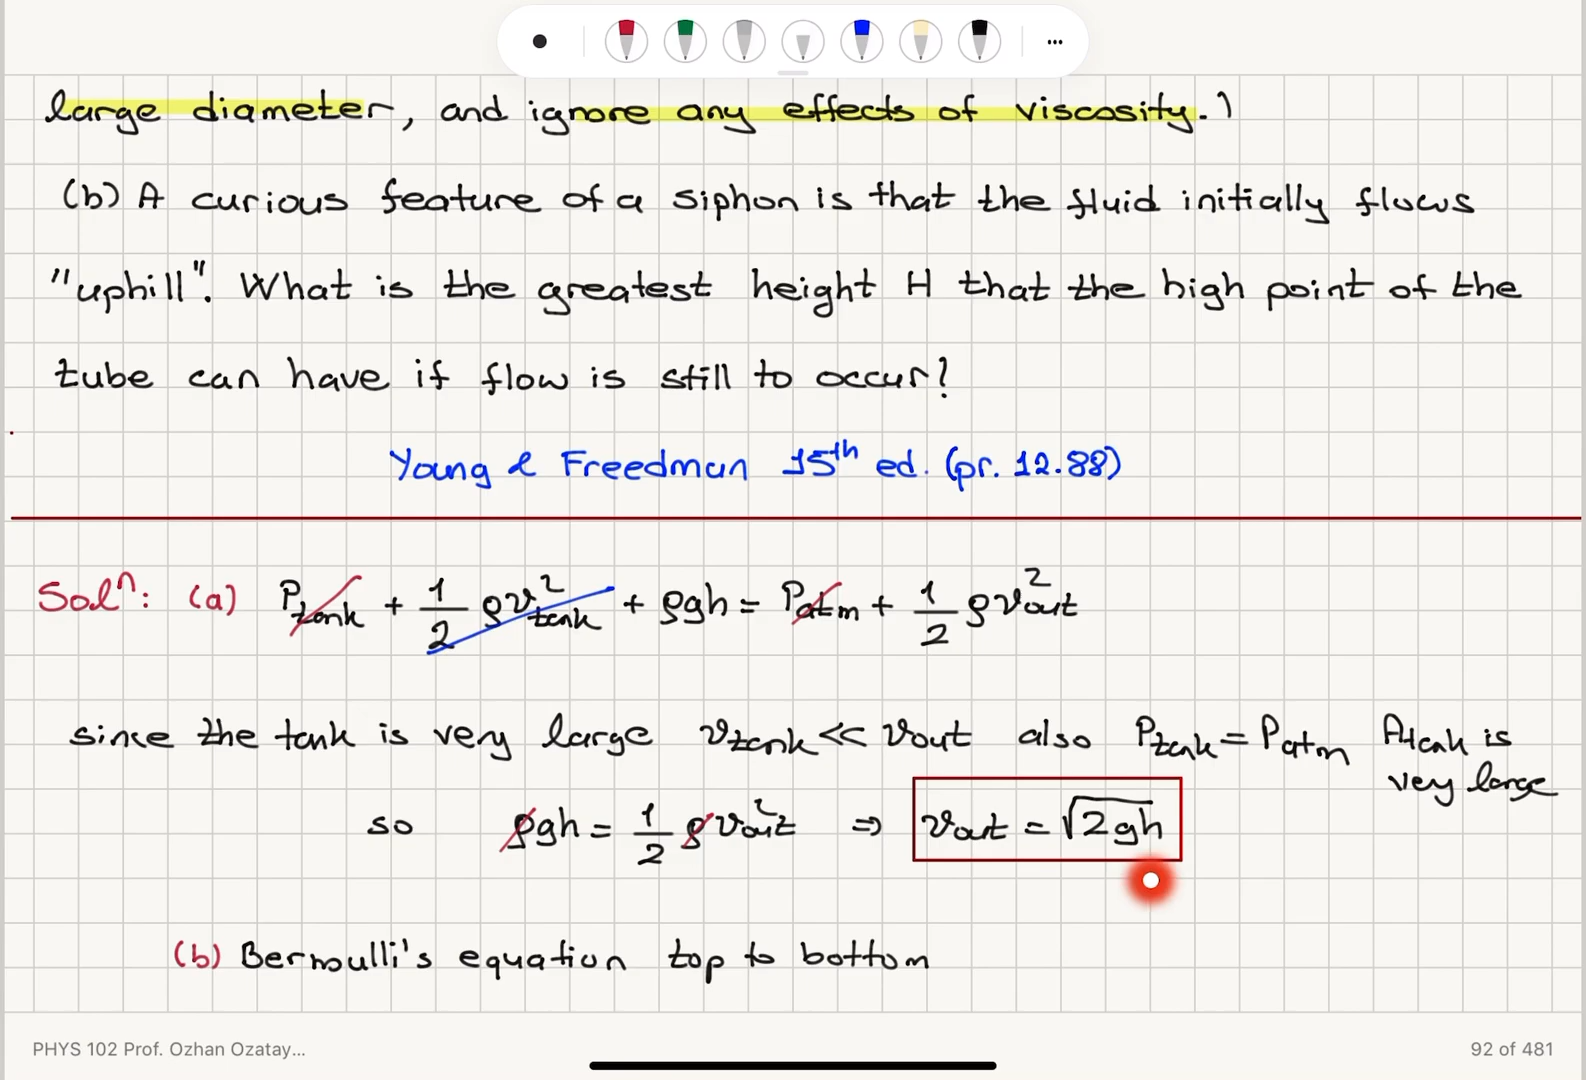 large diameter, and ignore any effects of viscosity.)
(b) A curious feature of a siphon is that the fluid initially flows
"uphill". What is the greatest height H that the high point of the
tube can have if flow is still to occur?
Young & Freedman 15th ed. (pr. 12.88)
Solⁿ: (a) P_tank + 1/2 ρv²_tank + ρgh = P_atm + 1/2 ρv²_out
since the tank is very large v_tank << v_out also P_tank = P_atm A_tank is
very large
so ρgh = 1/2 ρv²_out ⇒ v_out = √2gh
(b) Bernoulli's equation top to bottom
PHYS 102 Prof. Ozhan Ozatay... 92 of 481